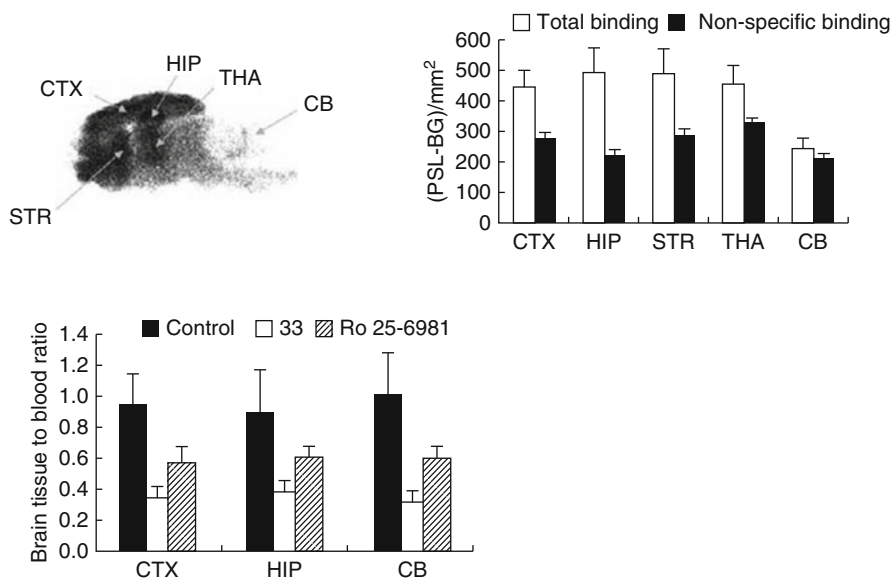 HIP
THA
CTX
CB
STR
Total binding Non-specific binding
(PSL-BG)/mm²
600
500
400
300
200
100
0
CTX HIP STR THA CB
Control 33 Ro 25-6981
Brain tissue to blood ratio
1.4
1.2
1.0
0.8
0.6
0.4
0.2
0.0
CTX HIP CB